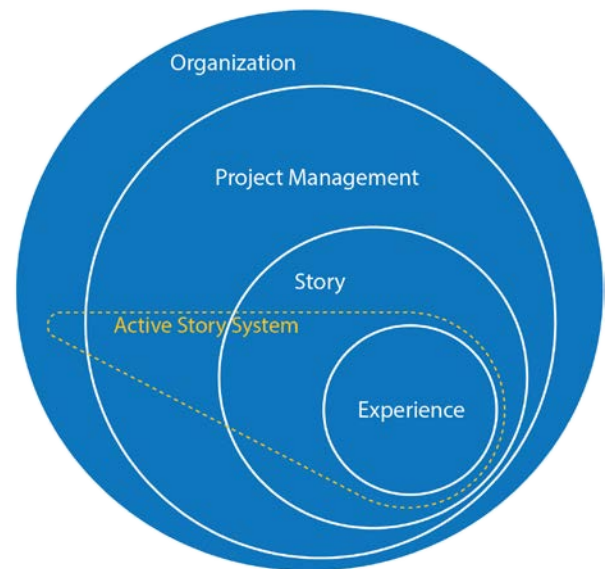 Organization
Project Management
Story
Active Story System
Experience